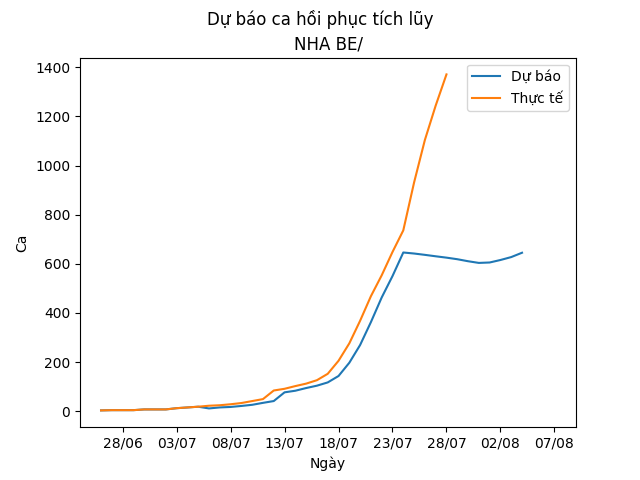 Dự báo ca hồi phục tích lũy
NHA BE/
Dự báo
Thực tế
1400
1200
1000
800
600
400
200
0
Ca
28/06 03/07 08/07 13/07 18/07 23/07 28/07 02/08 07/08
Ngày